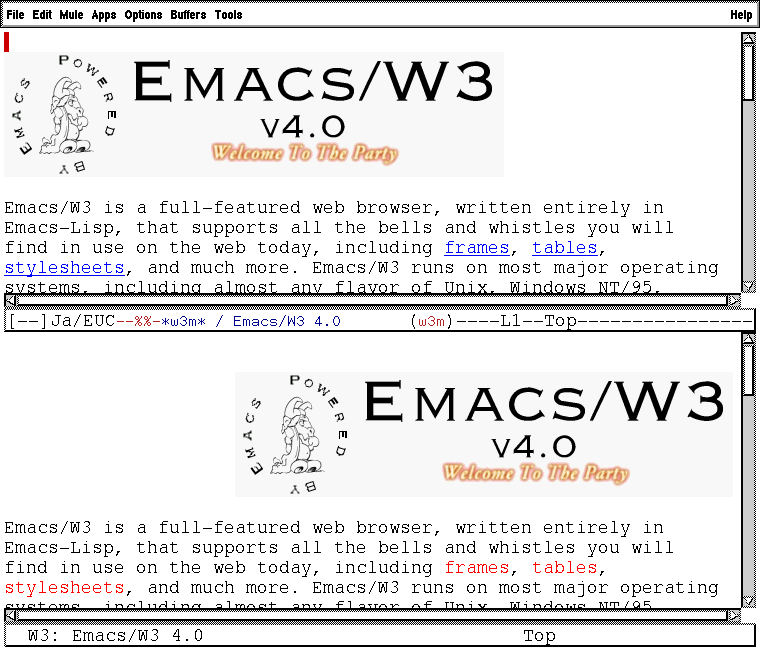 File Edit Mule Apps Options Buffers Tools Help
EMACS POWERED BY
EMACS/W3
v4.0
Welcome To The Party
Emacs/W3 is a full-featured web browser, written entirely in
Emacs-Lisp, that supports all the bells and whistles you will
find in use on the web today, including frames, tables,
stylesheets, and much more. Emacs/W3 runs on most major operating
systems, including almost any flavor of Unix, Windows NT/95,
[--]Ja/EUC--%%-*w3m* / Emacs/W3 4.0 (w3m)----L1--Top-----------------
EMACS POWERED BY
EMACS/W3
v4.0
Welcome To The Party
Emacs/W3 is a full-featured web browser, written entirely in
Emacs-Lisp, that supports all the bells and whistles you will
find in use on the web today, including frames, tables,
stylesheets, and much more. Emacs/W3 runs on most major operating
systems, including almost any flavor of Unix, Windows NT/95,
W3: Emacs/W3 4.0 Top